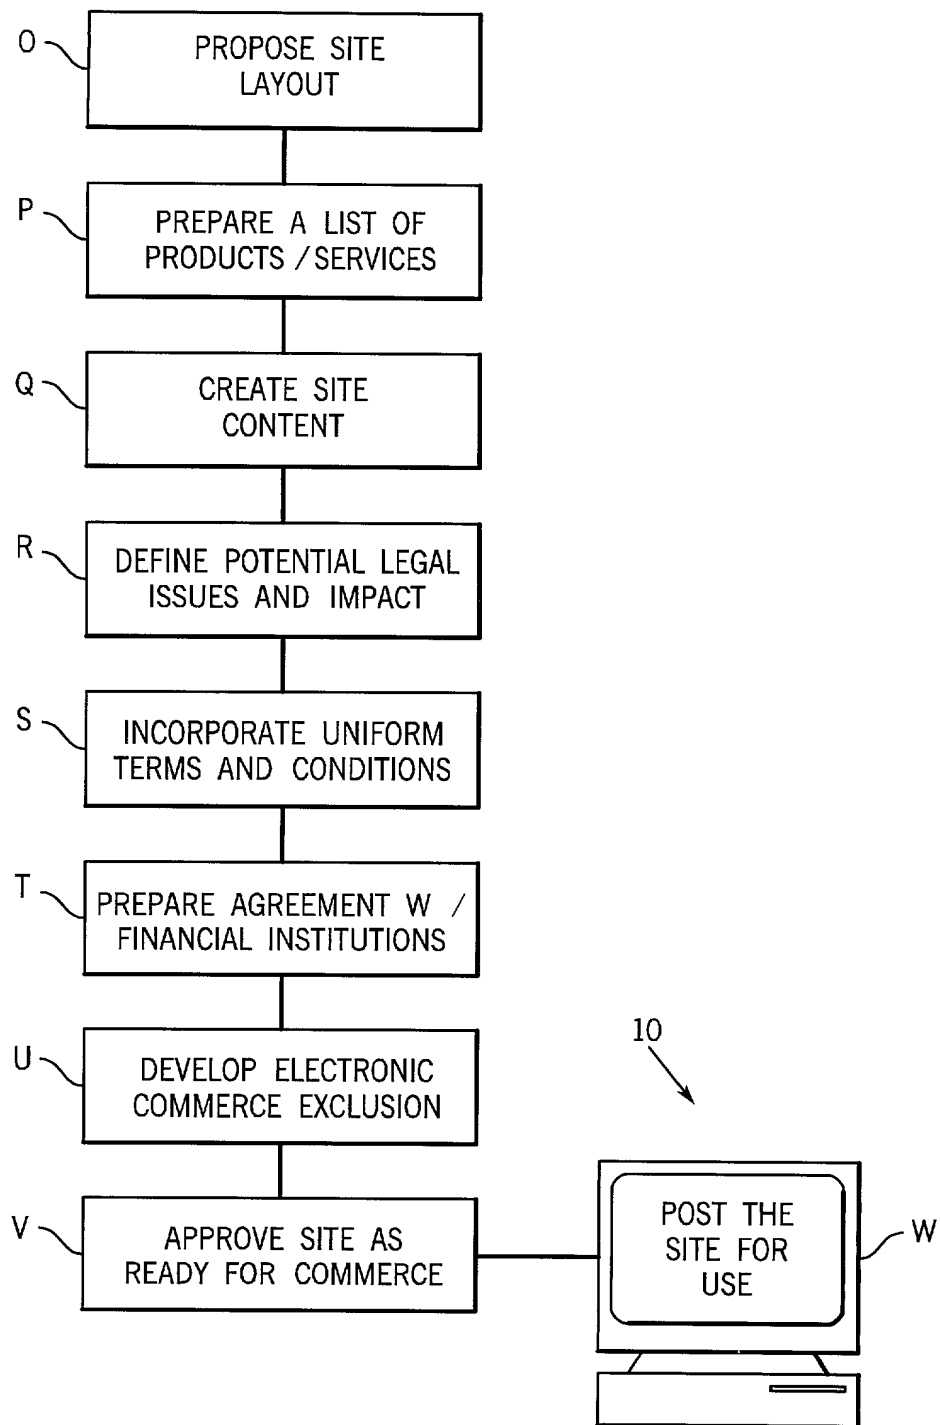 O
PROPOSE SITE
LAYOUT
P
PREPARE A LIST OF
PRODUCTS / SERVICES
Q
CREATE SITE
CONTENT
R
DEFINE POTENTIAL LEGAL
ISSUES AND IMPACT
S
INCORPORATE UNIFORM
TERMS AND CONDITIONS
T
PREPARE AGREEMENT W /
FINANCIAL INSTITUTIONS
U
DEVELOP ELECTRONIC
COMMERCE EXCLUSION
V
APPROVE SITE AS
READY FOR COMMERCE
10
POST THE
SITE FOR
USE
W